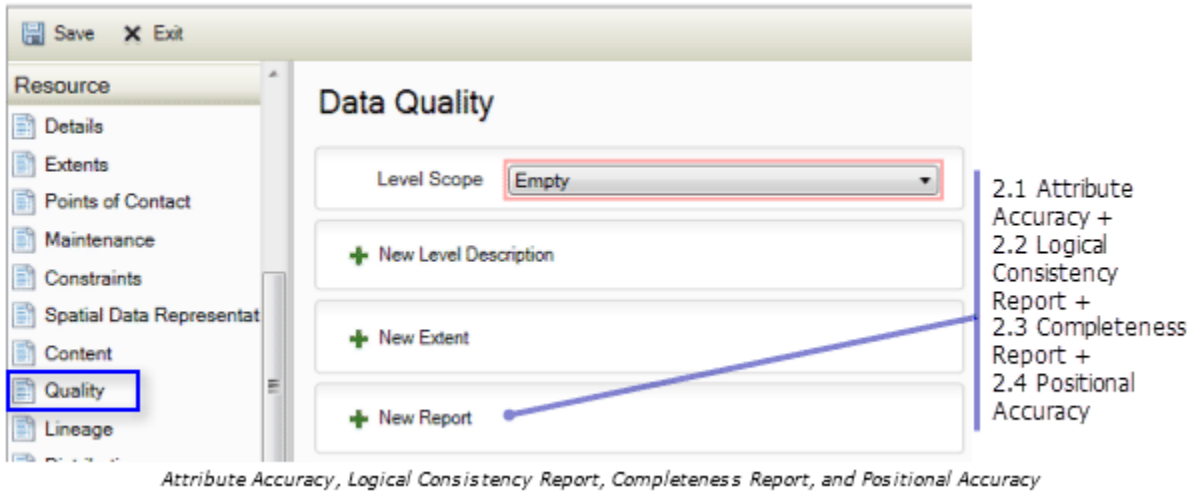 Save Exit
Resource
Details
Extents
Points of Contact
Maintenance
Constraints
Spatial Data Representat
Content
Quality
Lineage
Data Quality
Level Scope Empty
New Level Description
New Extent
New Report
2.1 Attribute
Accuracy +
2.2 Logical
Consistency
Report +
2.3 Completeness
Report +
2.4 Positional
Accuracy
Attribute Accuracy, Logical Consistency Report, Completeness Report, and Positional Accuracy